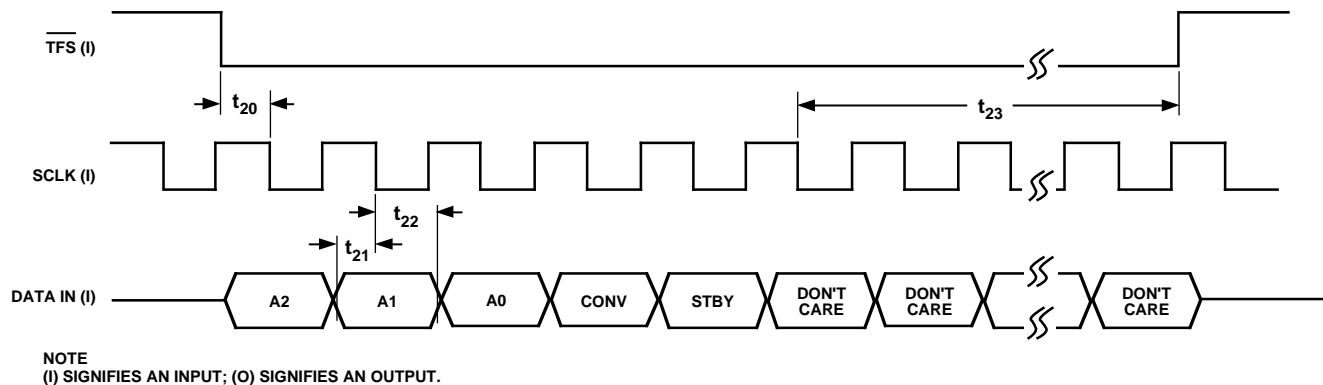 TFS (I)
t20
t23
SCLK (I)
t22
t21
DATA IN (I)
A2
A1
A0
CONV
STBY
DON'T
CARE
DON'T
CARE
DON'T
CARE
NOTE
(I) SIGNIFIES AN INPUT; (O) SIGNIFIES AN OUTPUT.